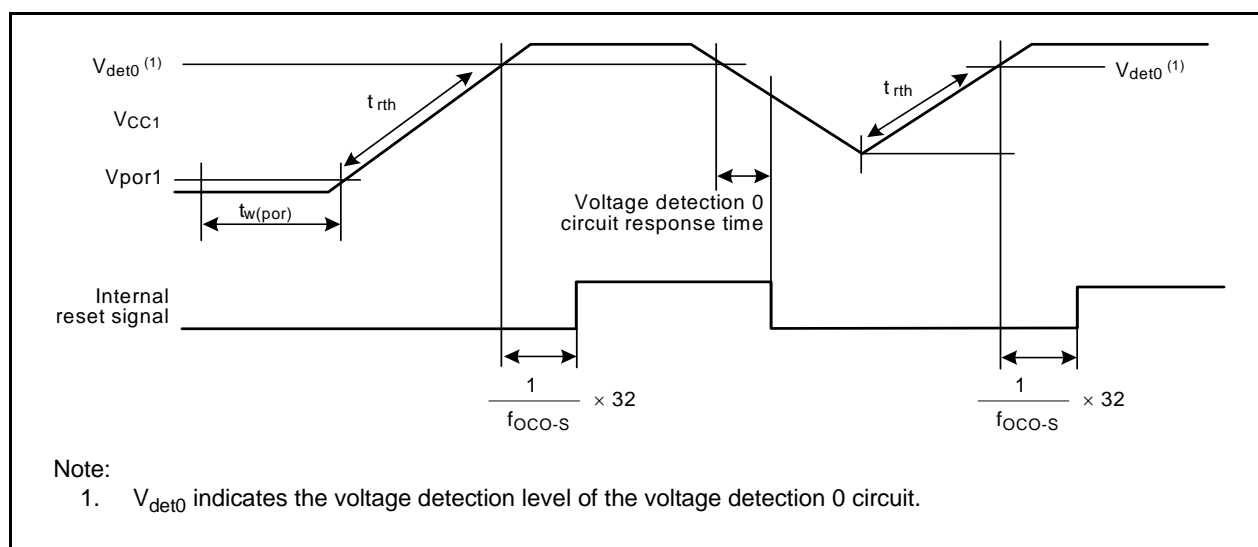 Vdet0 (1)
trth
trth
Vdet0 (1)
VCC1
Vpor1
tw(por)
Voltage detection 0
circuit response time
Internal
reset signal
1
fOCO-S
× 32
1
fOCO-S
× 32
Note:
1. Vdet0 indicates the voltage detection level of the voltage detection 0 circuit.